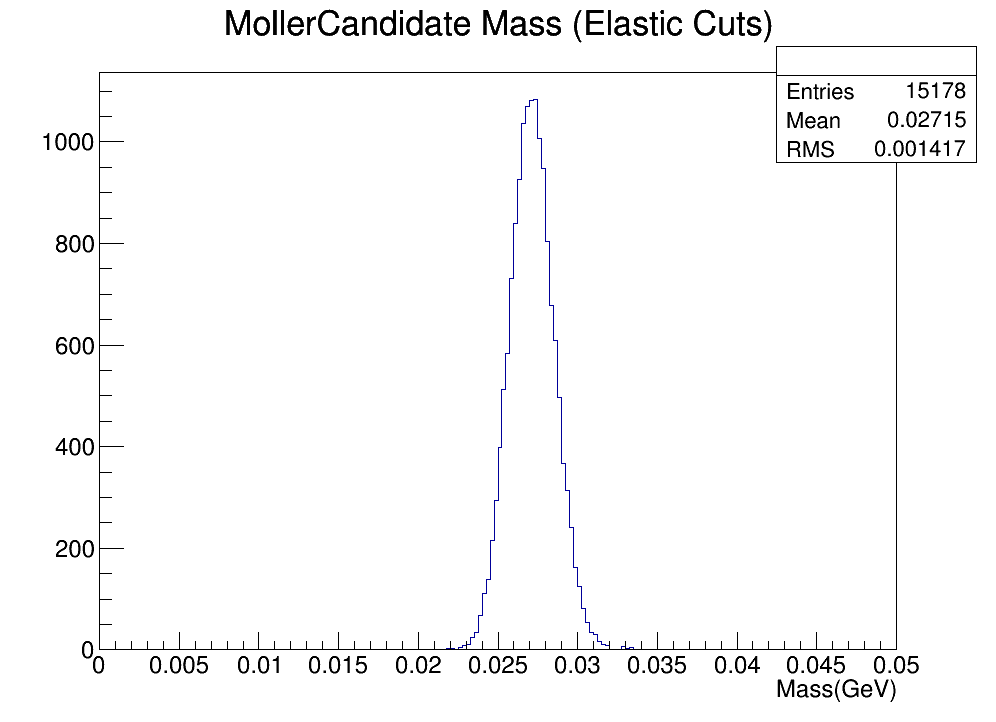 MollerCandidate Mass (Elastic Cuts)
Entries 15178
Mean 0.02715
RMS 0.001417
1000
800
600
400
200
0
0 0.005 0.01 0.015 0.02 0.025 0.03 0.035 0.04 0.045 0.05
Mass(GeV)